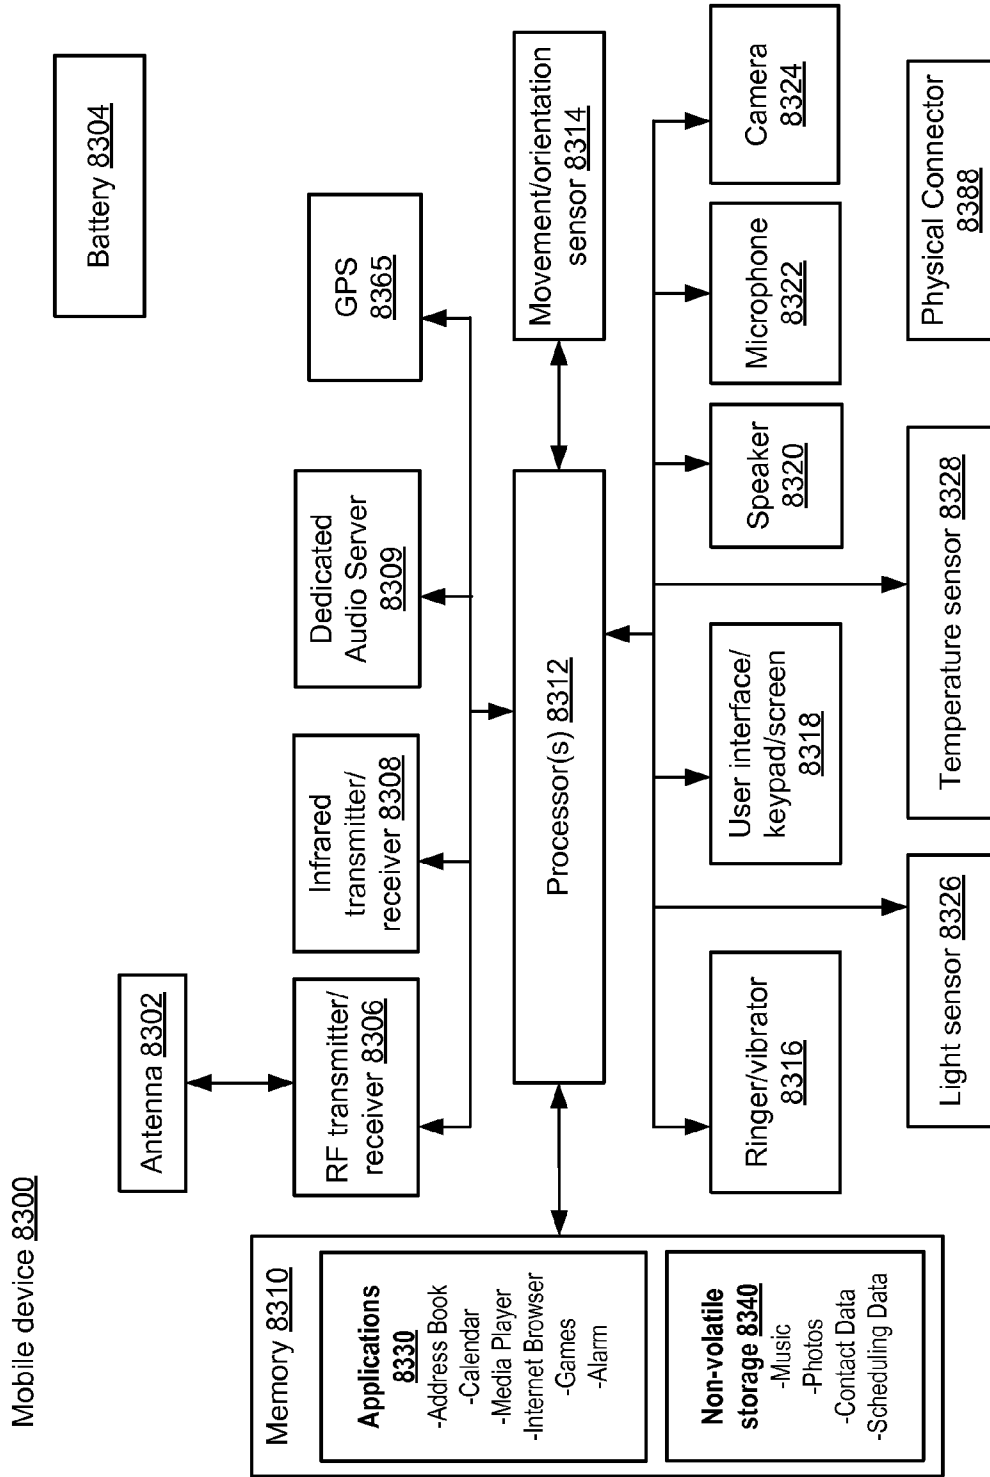 Mobile device 8300
Antenna 8302
Battery 8304
RF transmitter/
receiver 8306
Infrared
transmitter/
receiver 8308
Dedicated
Audio Server
8309
GPS
8365
Memory 8310
Applications
8330
-Address Book
-Calendar
-Media Player
-Internet Browser
-Games
-Alarm
Non-volatile
storage 8340
-Music
-Photos
-Contact Data
-Scheduling Data
Processor(s) 8312
Movement/orientation
sensor 8314
Ringer/vibrator
8316
User interface/
keypad/screen
8318
Speaker
8320
Microphone
8322
Camera
8324
Light sensor 8326
Temperature sensor 8328
Physical Connector
8388